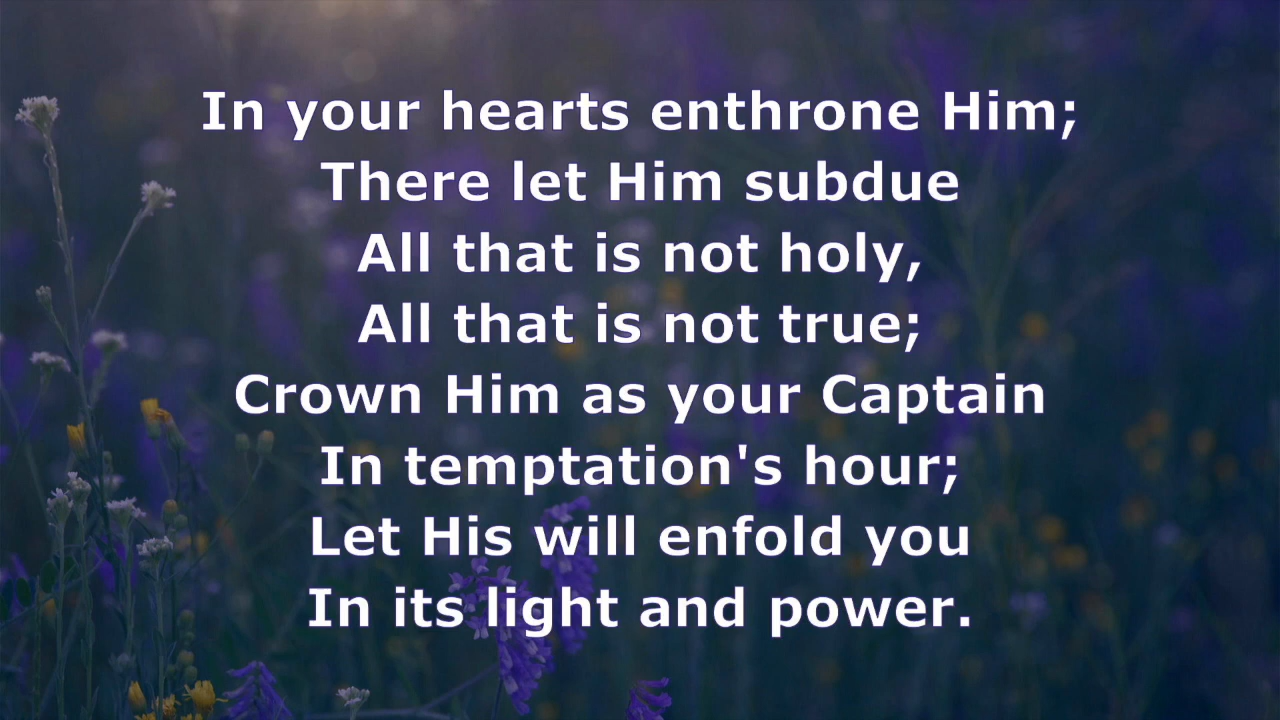 In your hearts enthrone Him;
There let Him subdue
All that is not holy,
All that is not true;
Crown Him as your Captain
In temptation's hour;
Let His will enfold you
In its light and power.